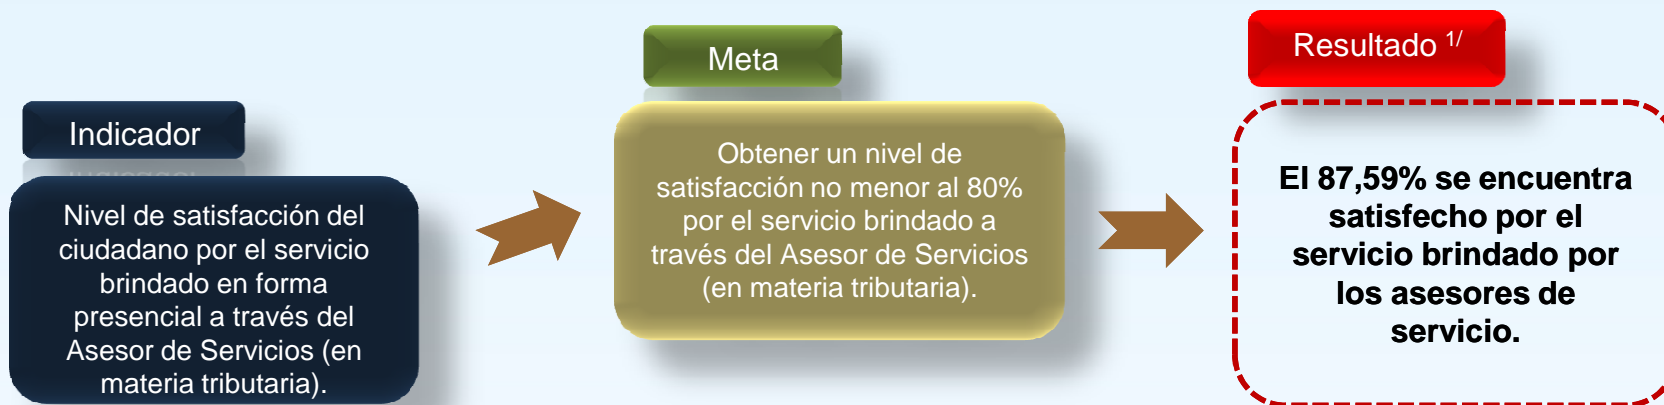 Indicador
Nivel de satisfacción del
ciudadano por el servicio
brindado en forma
presencial a través del
Asesor de Servicios (en
materia tributaria).
Meta
Obtener un nivel de
satisfacción no menor al 80%
por el servicio brindado a
través del Asesor de Servicios
(en materia tributaria).
Resultado 1/
El 87,59% se encuentra
satisfecho por el
servicio brindado por
los asesores de
servicio.